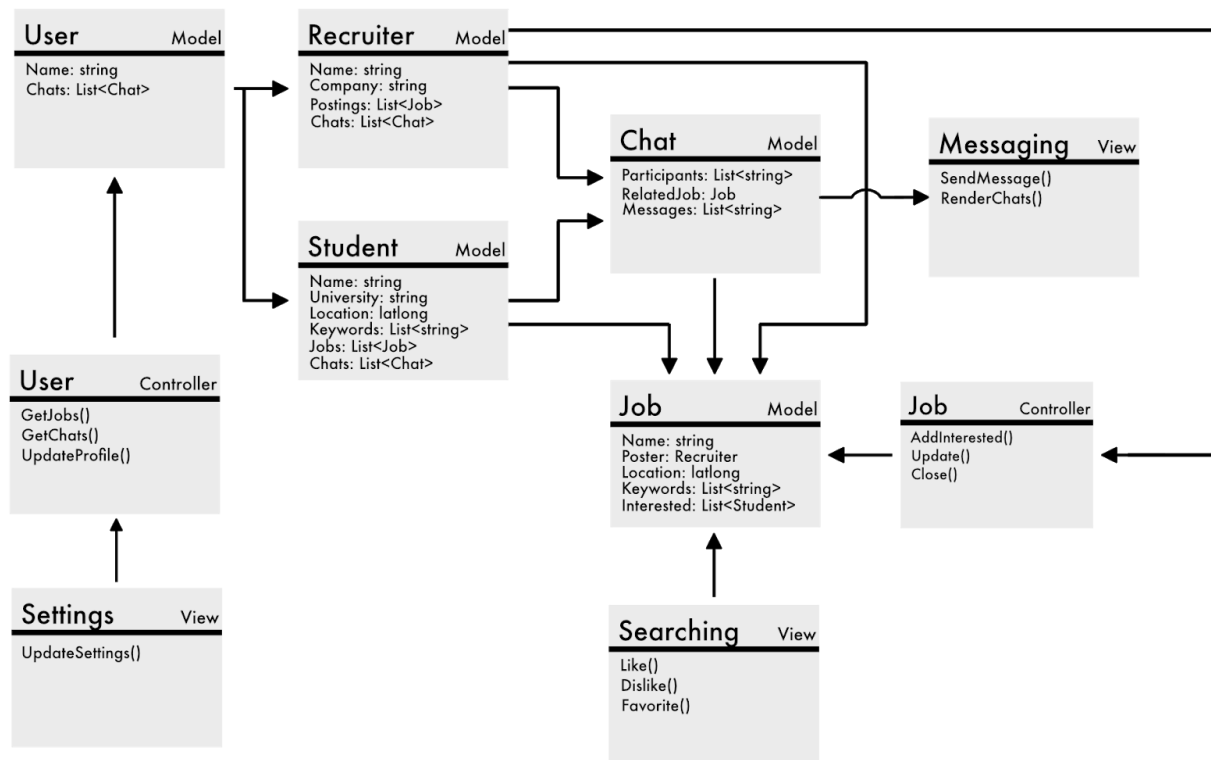 User Model
Name: string
Chats: List<Chat>
Recruiter Model
Name: string
Company: string
Postings: List<Job>
Chats: List<Chat>
Chat Model
Participants: List<string>
RelatedJob: Job
Messages: List<string>
Messaging View
SendMessage()
RenderChats()
Student Model
Name: string
University: string
Location: latlong
Keywords: List<string>
Jobs: List<Job>
Chats: List<Chat>
User Controller
GetJobs()
GetChats()
UpdateProfile()
Job Model
Name: string
Poster: Recruiter
Location: latlong
Keywords: List<string>
Interested: List<Student>
Job Controller
AddInterested()
Update()
Close()
Settings View
UpdateSettings()
Searching View
Like()
Dislike()
Favorite()